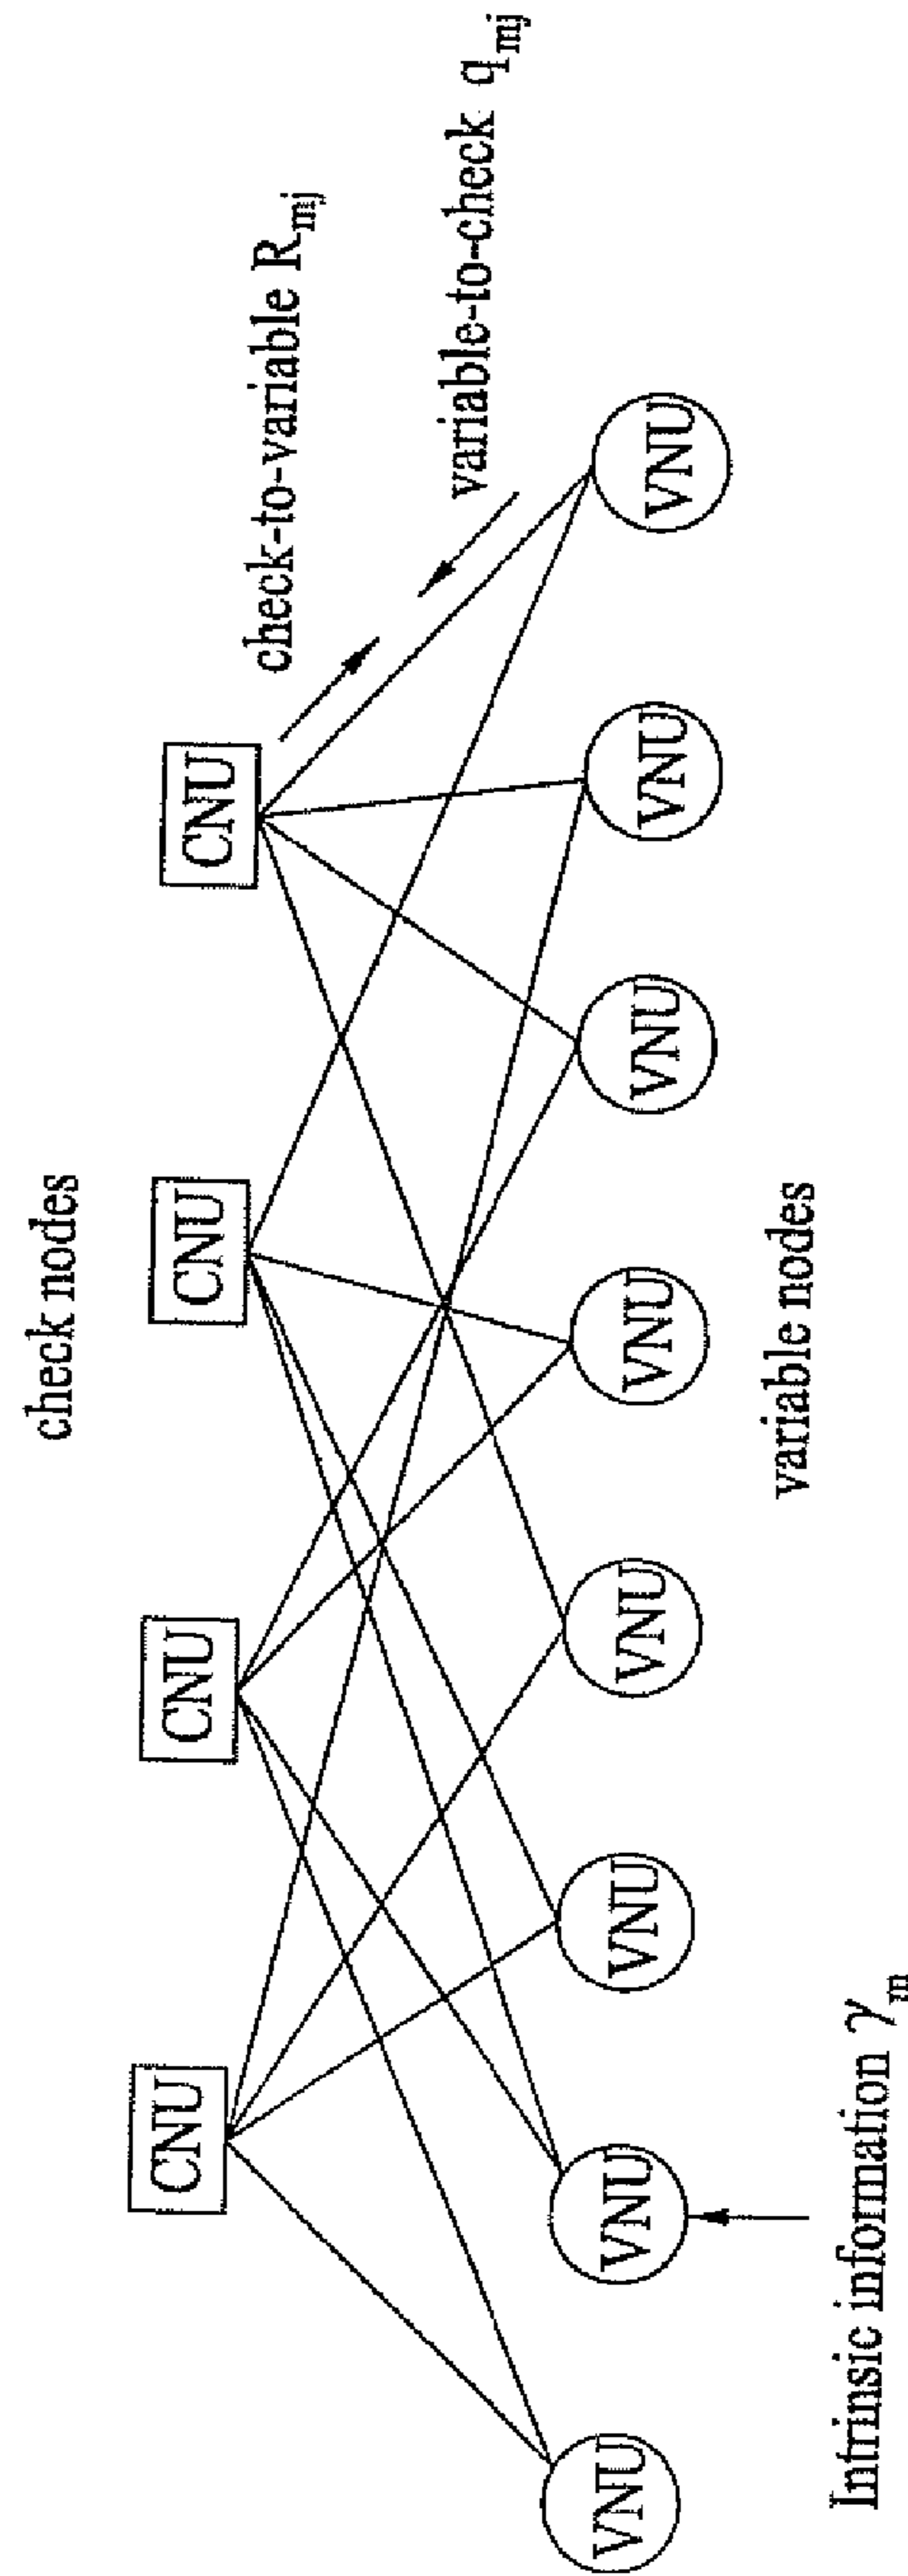 check nodes
CNU CNU CNU CNU
check-to-variable R_mj
variable-to-check q_mj
VNU VNU VNU VNU VNU VNU VNU VNU
variable nodes
Intrinsic information γ_m